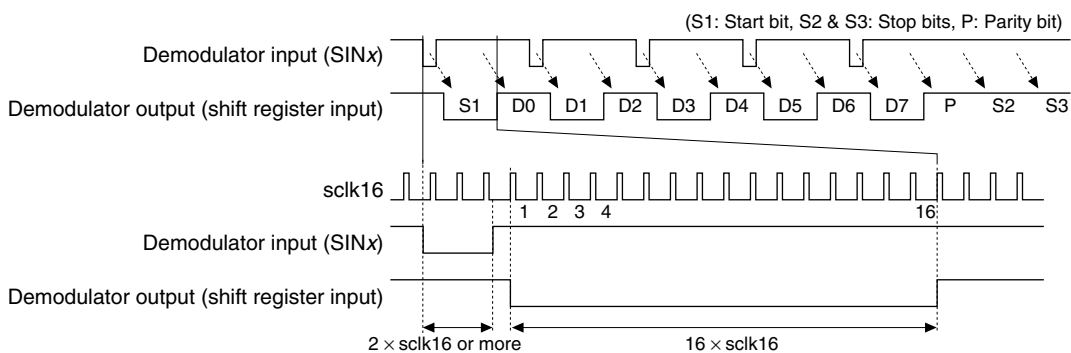 (S1: Start bit, S2 & S3: Stop bits, P: Parity bit)
Demodulator input (SINx)
Demodulator output (shift register input)
S1 D0 D1 D2 D3 D4 D5 D6 D7 P S2 S3
sclk16
1 2 3 4 16
Demodulator input (SINx)
Demodulator output (shift register input)
2 × sclk16 or more
16 × sclk16